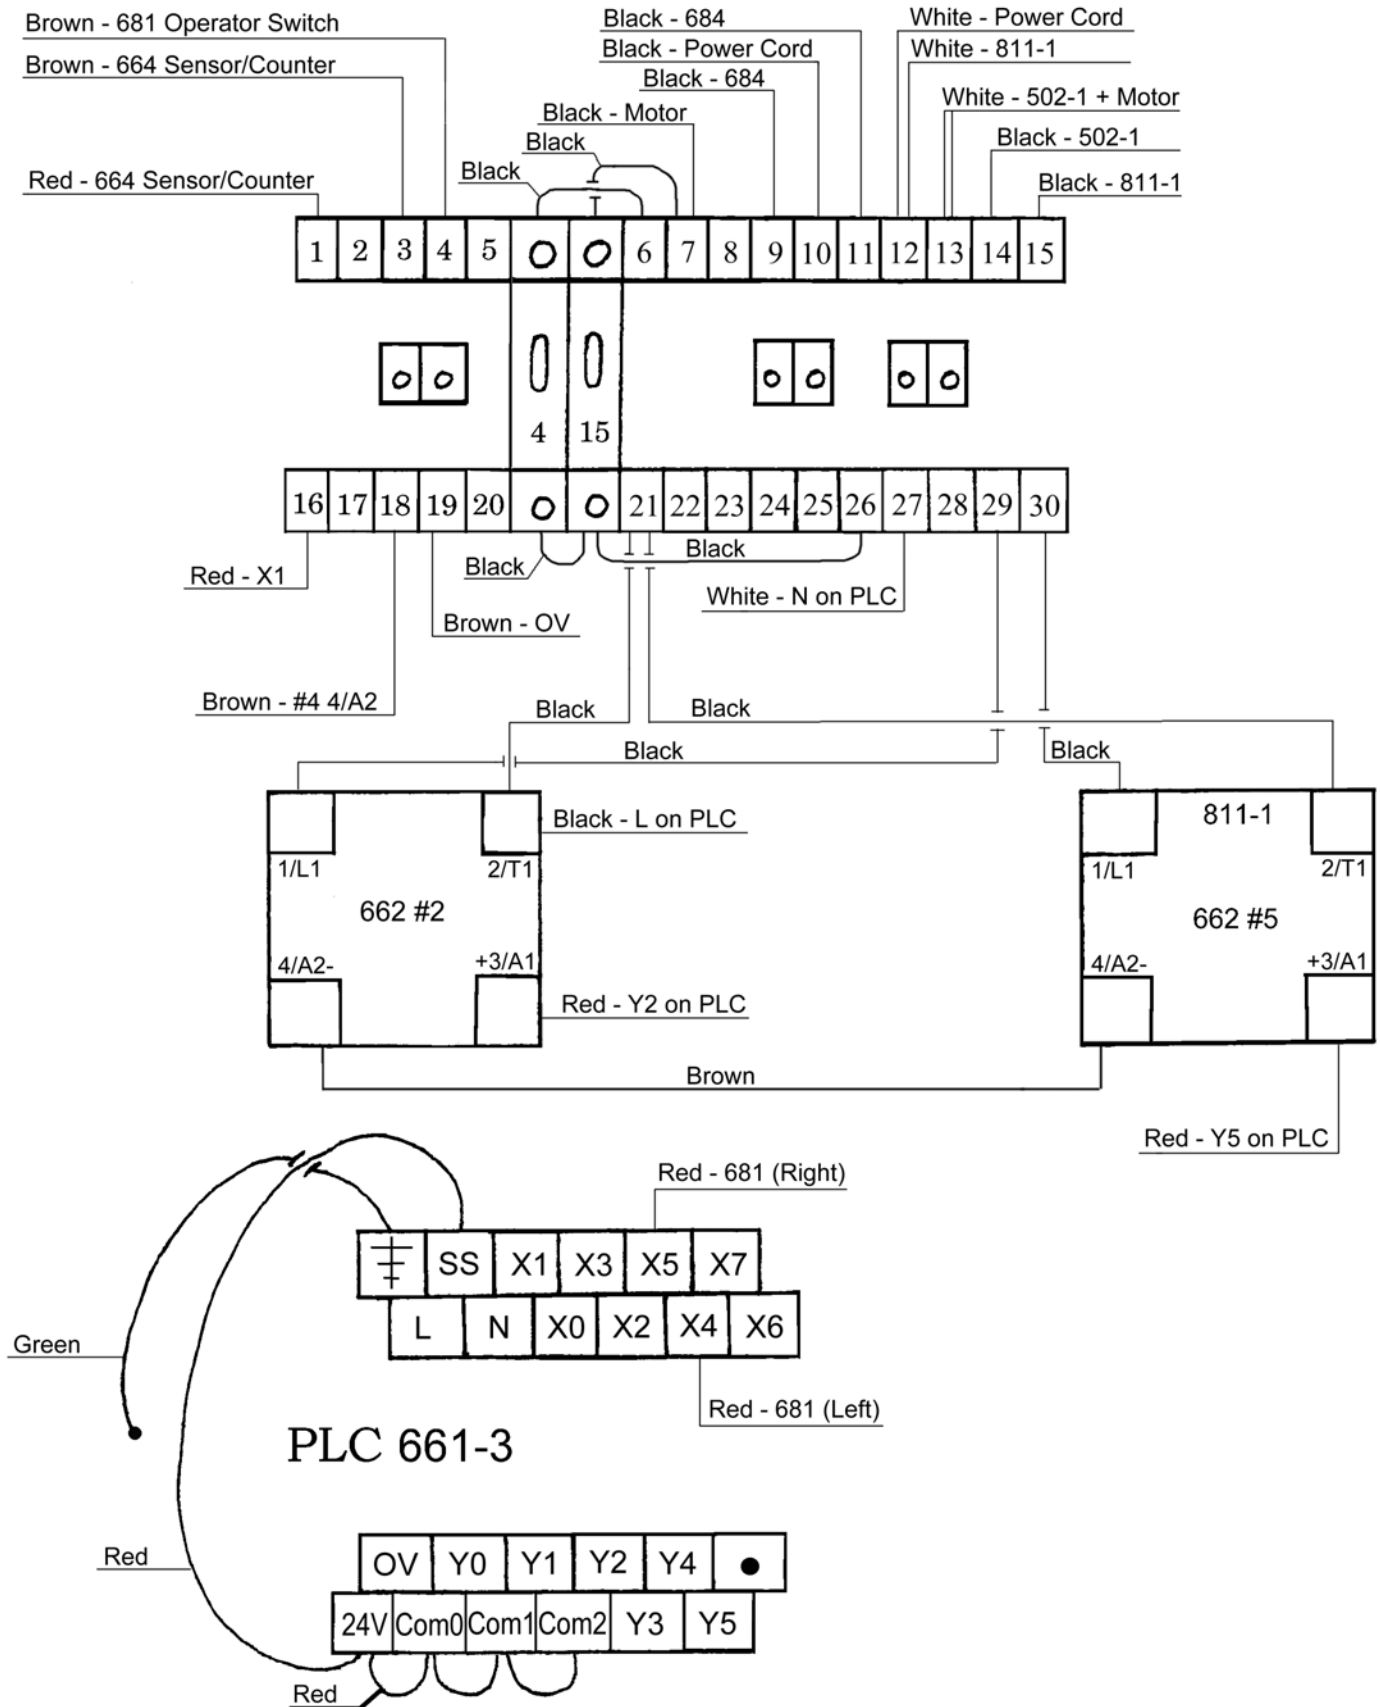 Brown - 681 Operator Switch
Brown - 664 Sensor/Counter
Red - 664 Sensor/Counter
Black - 684
Black - Power Cord
Black - 684
Black - Motor
Black
Black
White - Power Cord
White - 811-1
White - 502-1 + Motor
Black - 502-1
Black - 811-1
1 2 3 4 5 6 7 8 9 10 11 12 13 14 15
4 15
16 17 18 19 20 21 22 23 24 25 26 27 28 29 30
Black
Black
Red - X1
White - N on PLC
Brown - OV
Brown - #4 4/A2
Black
Black
Black
Black
Black - L on PLC
1/L1 2/T1
662 #2
4/A2- +3/A1
Red - Y2 on PLC
811-1
1/L1 2/T1
662 #5
4/A2- +3/A1
Brown
Red - Y5 on PLC
Red - 681 (Right)
SS X1 X3 X5 X7
L N X0 X2 X4 X6
Green
Red - 681 (Left)
PLC 661-3
Red
OV Y0 Y1 Y2 Y4
24V Com0 Com1 Com2 Y3 Y5
Red